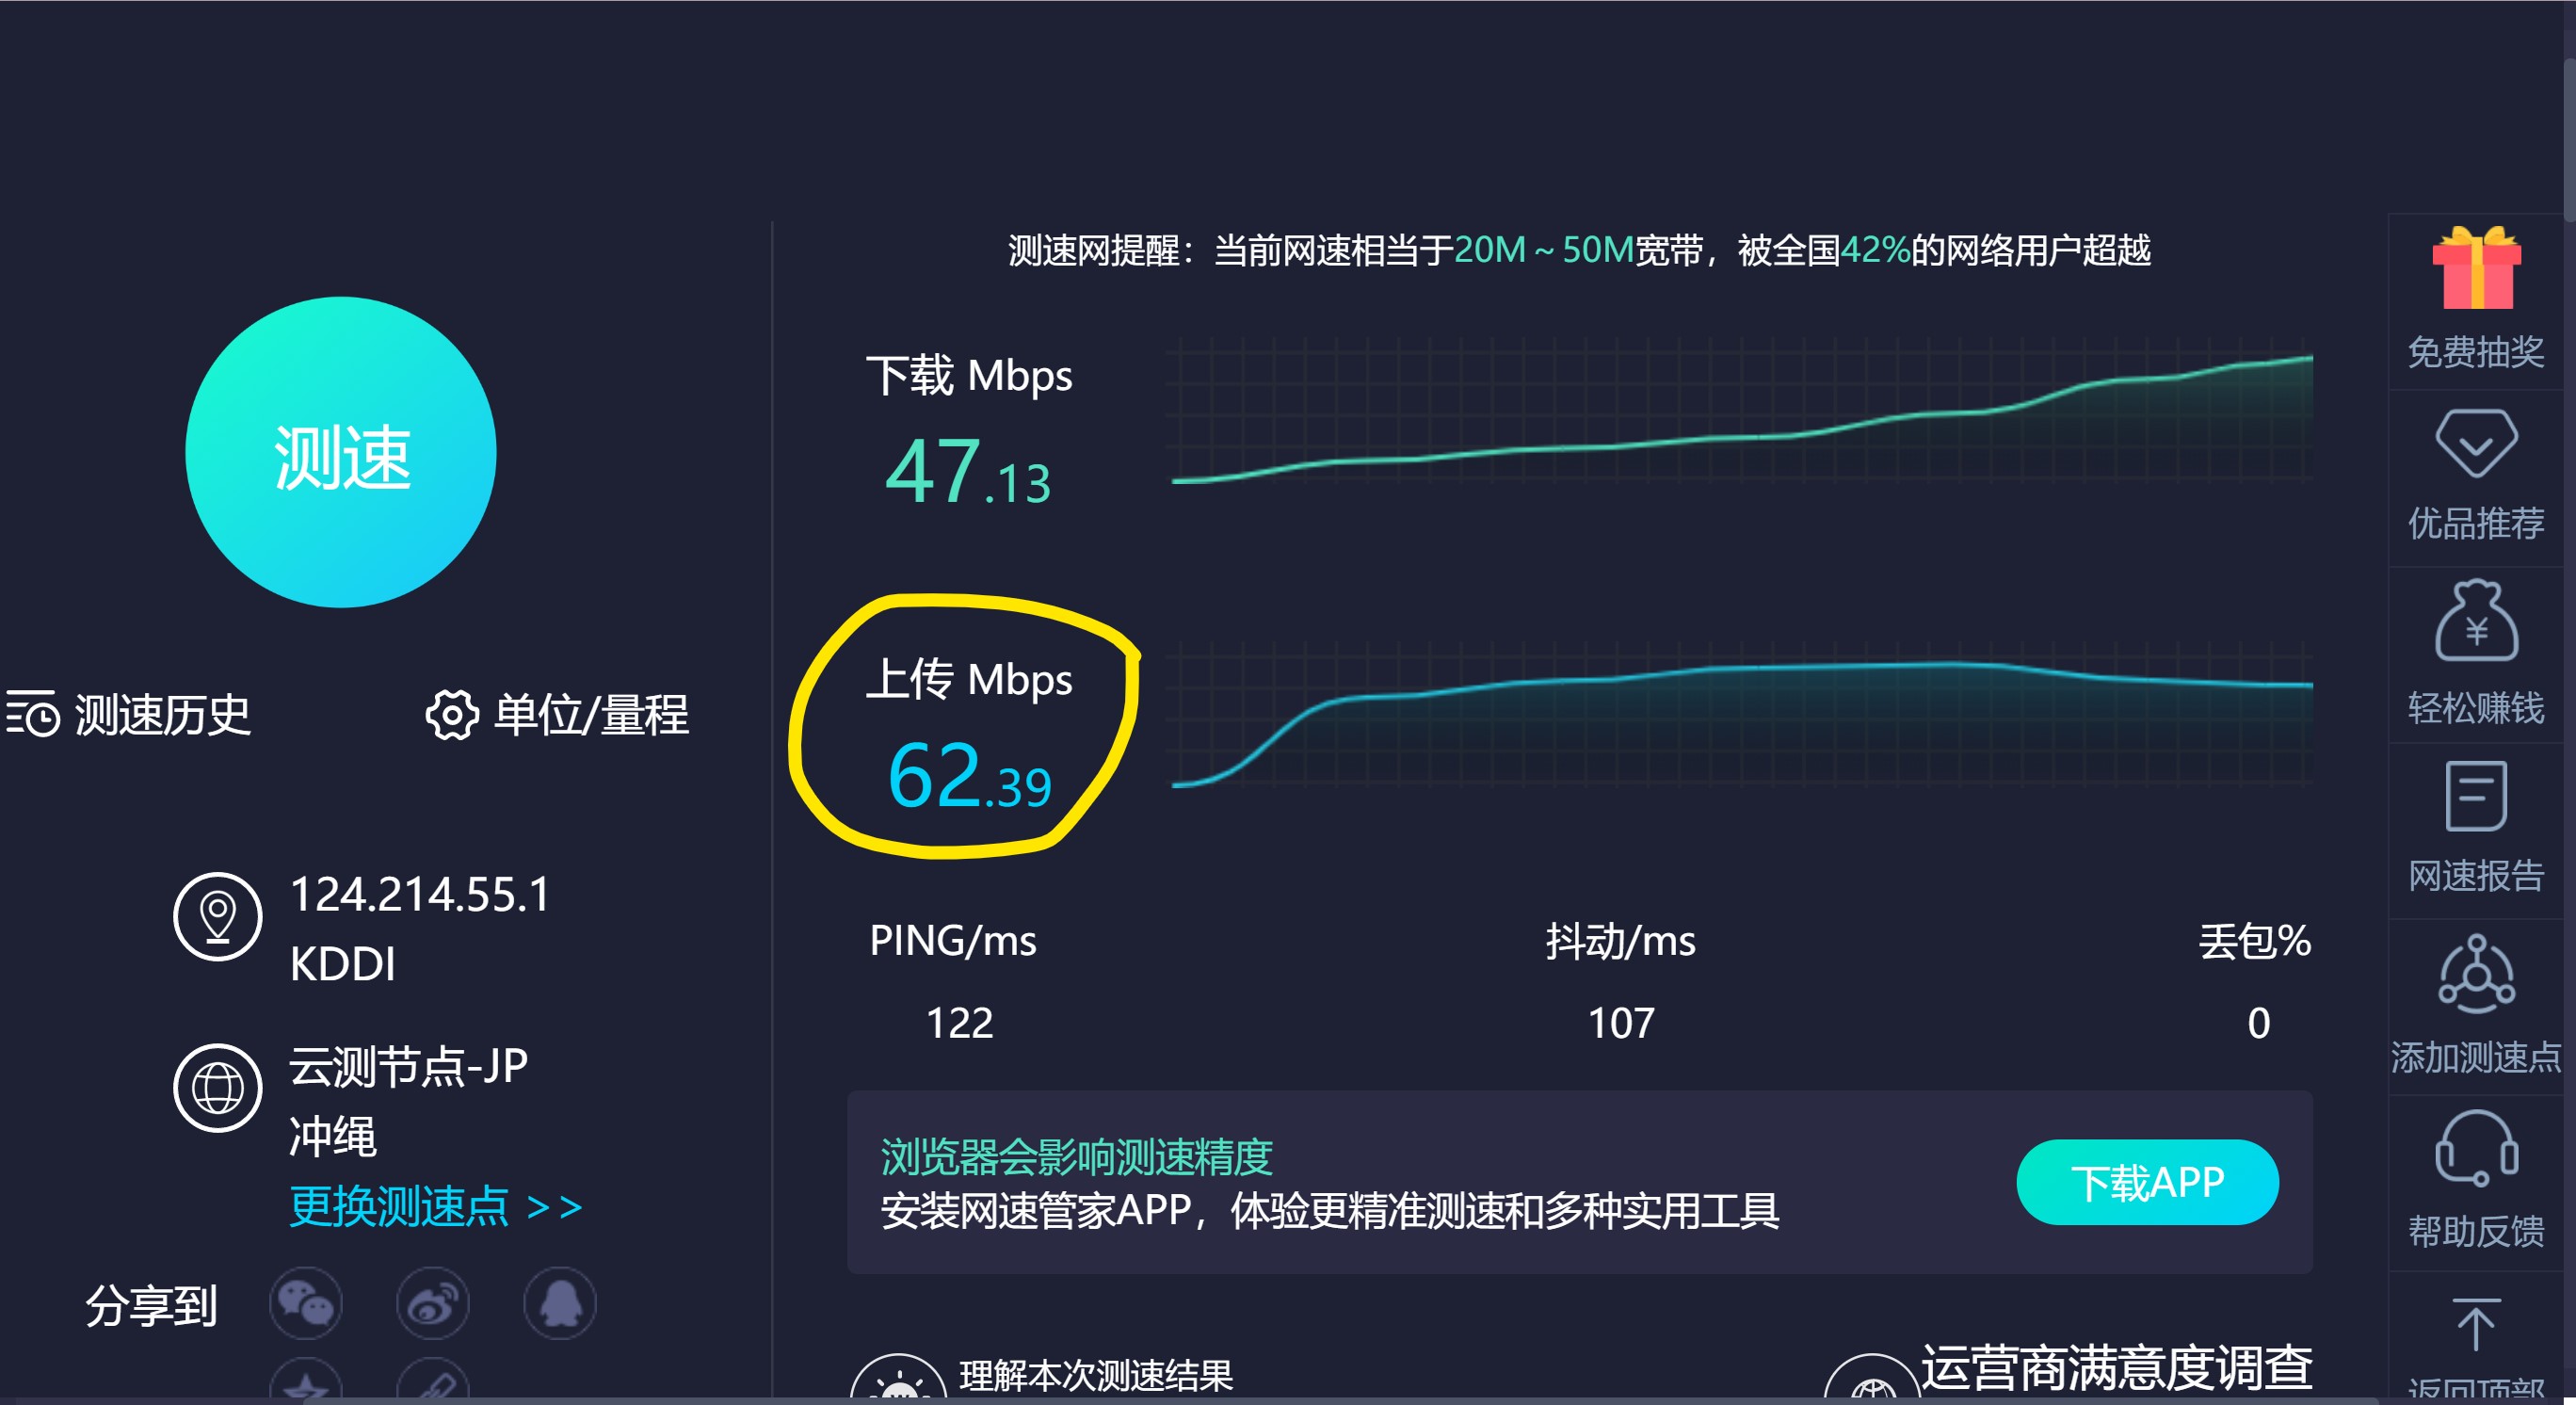 测速
测速历史
单位/量程
124.214.55.1
KDDI
云测节点-JP
冲绳
更换测速点 >>
分享到
测速网提醒：当前网速相当于20M~50M宽带，被全国42%的网络用户超越
下载 Mbps
47.13
上传 Mbps
62.39
PING/ms
122
抖动/ms
107
丢包%
0
浏览器会影响测速精度
安装网速管家APP，体验更精准测速和多种实用工具
下载APP
理解本次测速结果
运营商满意度调查
免费抽奖
优品推荐
¥
轻松赚钱
网速报告
添加测速点
帮助反馈
返回顶部